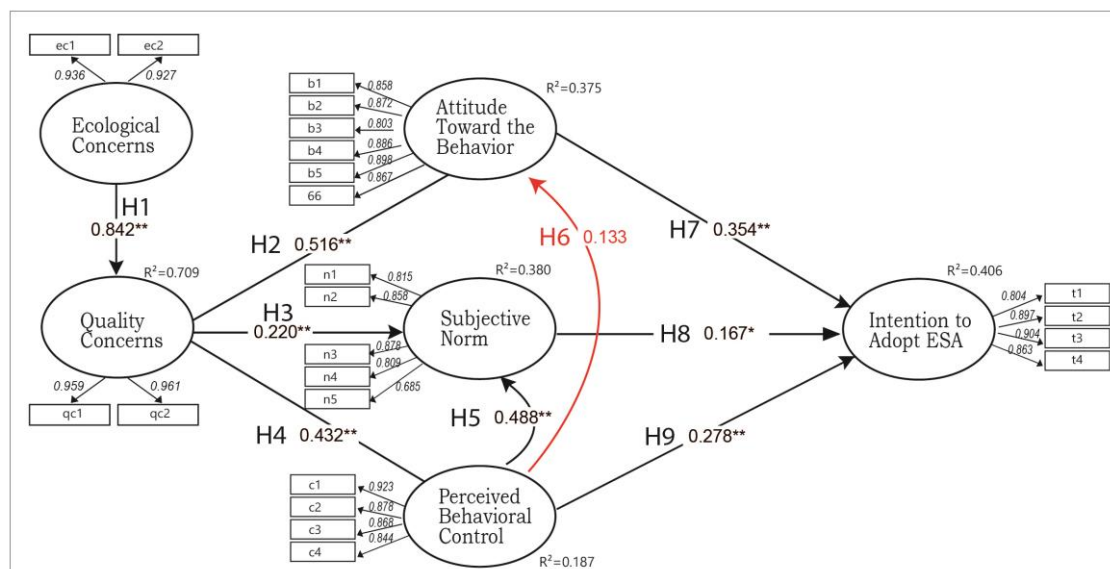 ec1
ec2
0.936
0.927
Ecological
Concerns
H1
0.842**
R²=0.709
Quality
Concerns
0.959
0.961
qc1
qc2
b1
b2
b3
b4
b5
66
0.858
0.872
0.803
0.886
0.898
0.867
Attitude
Toward the
Behavior
R²=0.375
H2 0.516**
H3
0.220**
H4 0.432**
n1
n2
0.815
0.858
n3
n4
n5
0.878
0.809
0.685
R²=0.380
Subjective
Norm
H5 0.488**
H6 0.133
c1
c2
c3
c4
0.923
0.878
0.868
0.844
Perceived
Behavioral
Control
R²=0.187
H7 0.354**
H8 0.167*
H9 0.278**
R²=0.406
Intention to
Adopt ESA
0.804
0.897
0.904
0.863
t1
t2
t3
t4